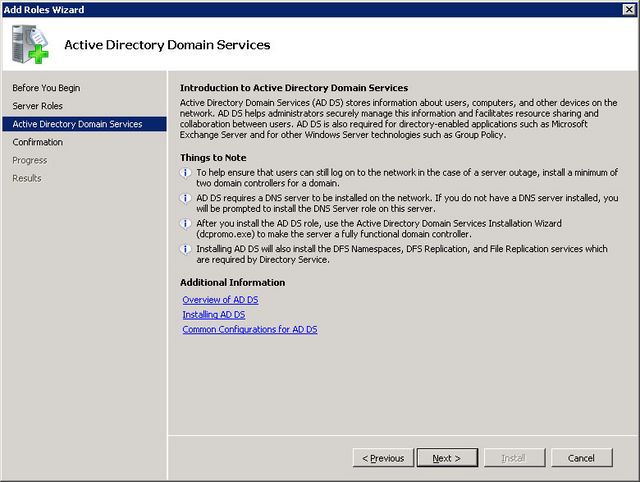 Add Roles Wizard
Active Directory Domain Services
Before You Begin
Server Roles
Active Directory Domain Services
Confirmation
Progress
Results
Introduction to Active Directory Domain Services
Active Directory Domain Services (AD DS) stores information about users, computers, and other devices on the
network. AD DS helps administrators securely manage this information and facilitates resource sharing and
collaboration between users. AD DS is also required for directory-enabled applications such as Microsoft
Exchange Server and for other Windows Server technologies such as Group Policy.
Things to Note
To help ensure that users can still log on to the network in the case of a server outage, install a minimum of
two domain controllers for a domain.
AD DS requires a DNS server to be installed on the network. If you do not have a DNS server installed, you
will be prompted to install the DNS Server role on this server.
After you install the AD DS role, use the Active Directory Domain Services Installation Wizard
(dcpromo.exe) to make the server a fully functional domain controller.
Installing AD DS will also install the DFS Namespaces, DFS Replication, and File Replication services which
are required by Directory Service.
Additional Information
Overview of AD DS
Installing AD DS
Common Configurations for AD DS
< Previous
Next >
Install
Cancel